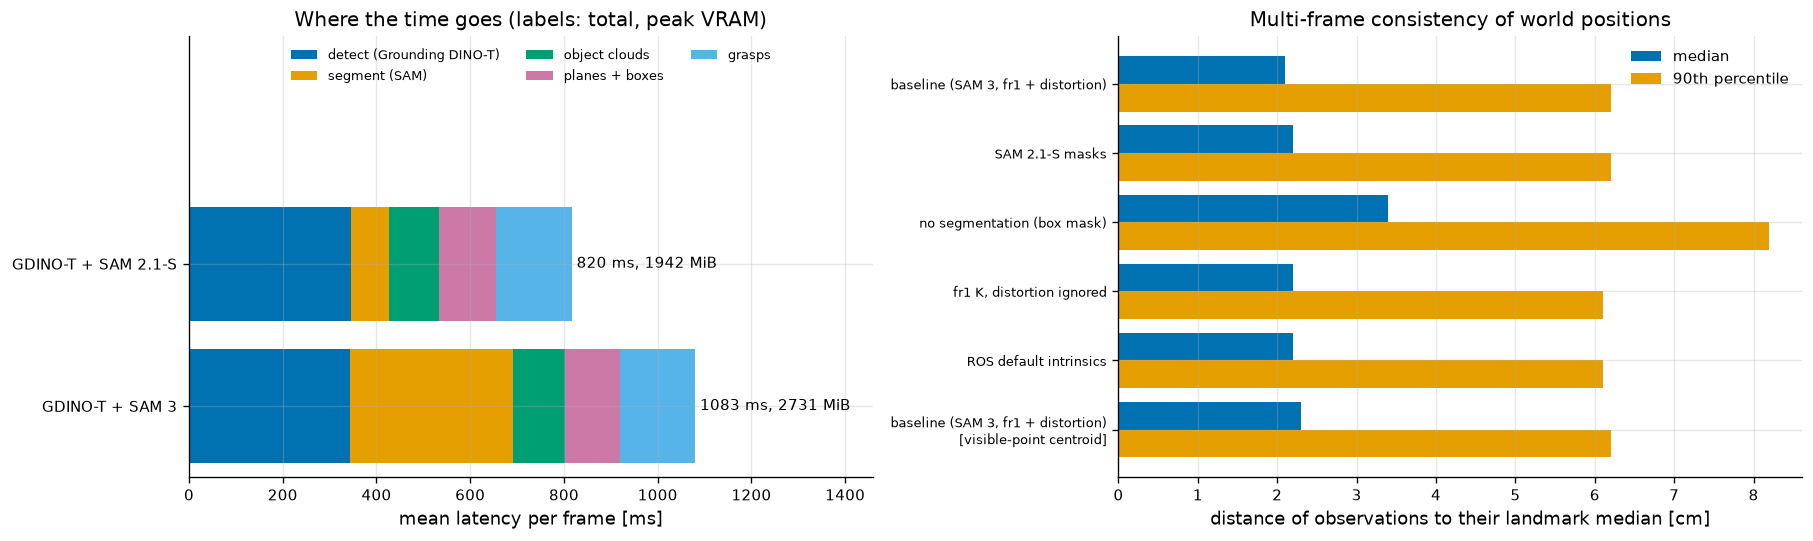 Where the time goes (labels: total, peak VRAM)
detect (Grounding DINO-T)
segment (SAM)
object clouds
planes + boxes
grasps
GDINO-T + SAM 2.1-S
820 ms, 1942 MiB
GDINO-T + SAM 3
1083 ms, 2731 MiB
0 200 400 600 800 1000 1200 1400
mean latency per frame [ms]
Multi-frame consistency of world positions
median
90th percentile
baseline (SAM 3, fr1 + distortion)
SAM 2.1-S masks
no segmentation (box mask)
fr1 K, distortion ignored
ROS default intrinsics
baseline (SAM 3, fr1 + distortion)
[visible-point centroid]
0 1 2 3 4 5 6 7 8
distance of observations to their landmark median [cm]